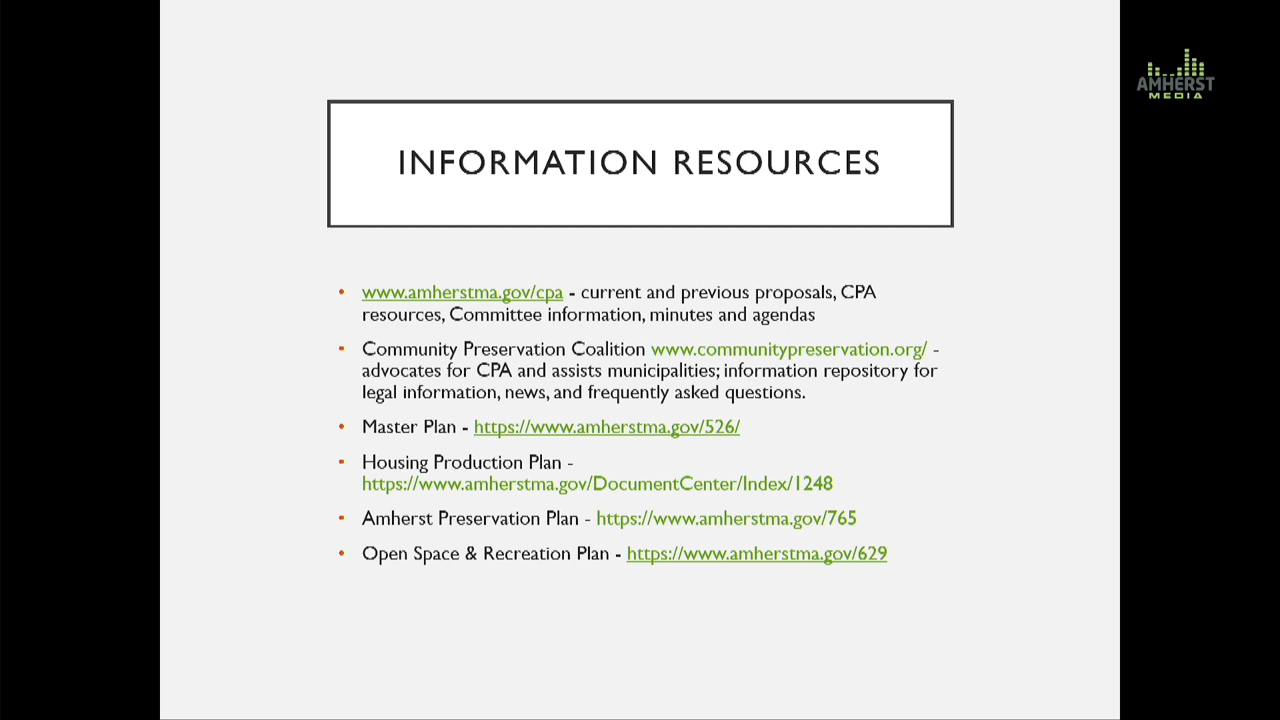 AMHERST
MEDIA
INFORMATION RESOURCES
• www.amherstma.gov/cpa - current and previous proposals, CPA
resources, Committee information, minutes and agendas
• Community Preservation Coalition www.communitypreservation.org/ -
advocates for CPA and assists municipalities; information repository for
legal information, news, and frequently asked questions.
• Master Plan - https://www.amherstma.gov/526/
• Housing Production Plan -
https://www.amherstma.gov/DocumentCenter/Index/1248
• Amherst Preservation Plan - https://www.amherstma.gov/765
• Open Space & Recreation Plan - https://www.amherstma.gov/629